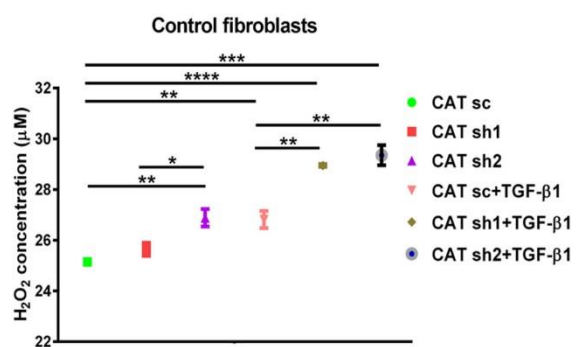 Control fibroblasts
H₂O₂ concentration (μM)
32
30
28
26
24
22
***
****
**
**
**
*
**
CAT sc
CAT sh1
CAT sh2
CAT sc+TGF-β1
CAT sh1+TGF-β1
CAT sh2+TGF-β1